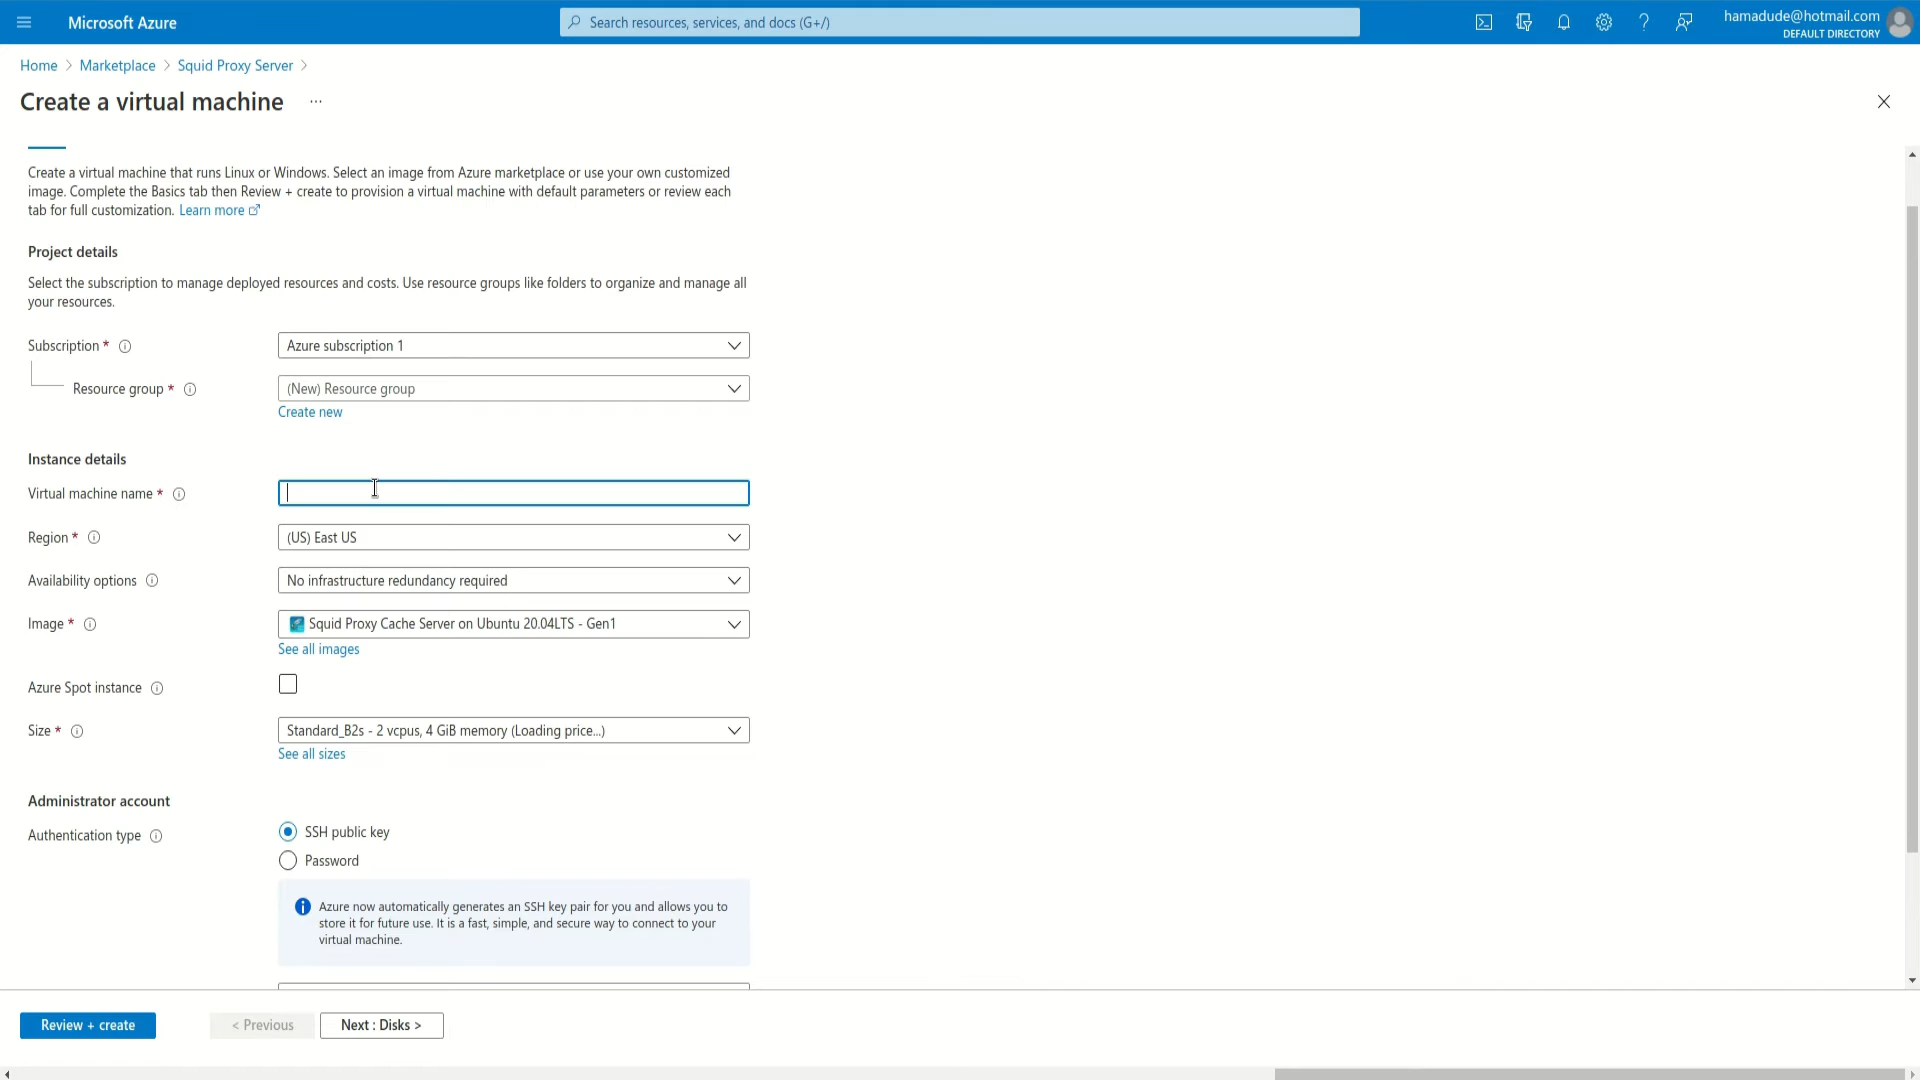 Microsoft Azure
Search resources, services, and docs (G+/)
hamadude@hotmail.com
DEFAULT DIRECTORY
Home > Marketplace > Squid Proxy Server >
Create a virtual machine ...
Create a virtual machine that runs Linux or Windows. Select an image from Azure marketplace or use your own customized
image. Complete the Basics tab then Review + create to provision a virtual machine with default parameters or review each
tab for full customization. Learn more
Project details
Select the subscription to manage deployed resources and costs. Use resource groups like folders to organize and manage all
your resources.
Subscription * Azure subscription 1
Resource group * (New) Resource group
Create new
Instance details
Virtual machine name *
Region * (US) East US
Availability options No infrastructure redundancy required
Image * Squid Proxy Cache Server on Ubuntu 20.04LTS - Gen1
See all images
Azure Spot instance
Size * Standard_B2s - 2 vcpus, 4 GiB memory (Loading price...)
See all sizes
Administrator account
Authentication type SSH public key
Password
Azure now automatically generates an SSH key pair for you and allows you to
store it for future use. It is a fast, simple, and secure way to connect to your
virtual machine.
Review + create < Previous Next : Disks >